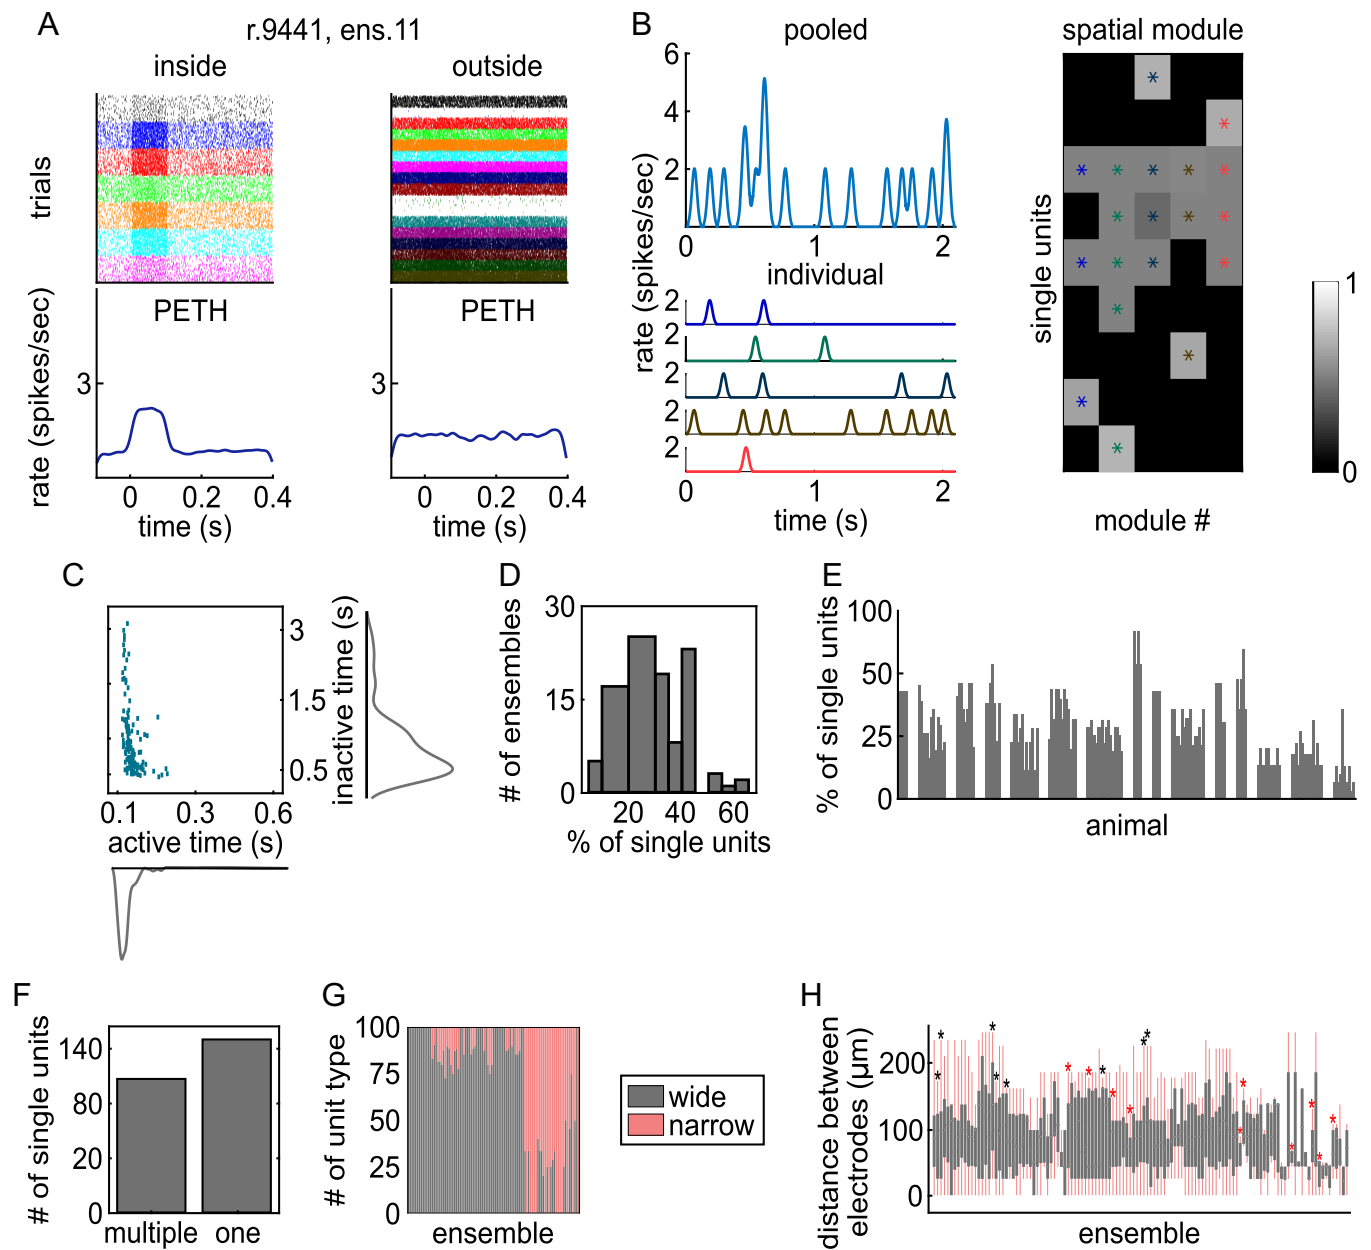 A
r.9441, ens.11
inside
outside
trials
PETH
PETH
rate (spikes/sec)
3
3
0 0.2 0.4
0 0.2 0.4
time (s)
time (s)
B
pooled
spatial module
6
4
2
0
0 1 2
rate (spikes/sec)
individual
2
2
2
2
2
0 1 2
time (s)
single units
module #
1
0
C
3
1.5
0.5
inactive time (s)
0.1 0.3 0.6
active time (s)
D
# of ensembles
30
15
0
20 40 60
% of single units
E
% of single units
100
50
25
0
animal
F
# of single units
140
80
20
0
multiple one
G
# of unit type
100
75
50
25
0
ensemble
wide
narrow
H
distance between
electrodes (μm)
200
100
0
ensemble